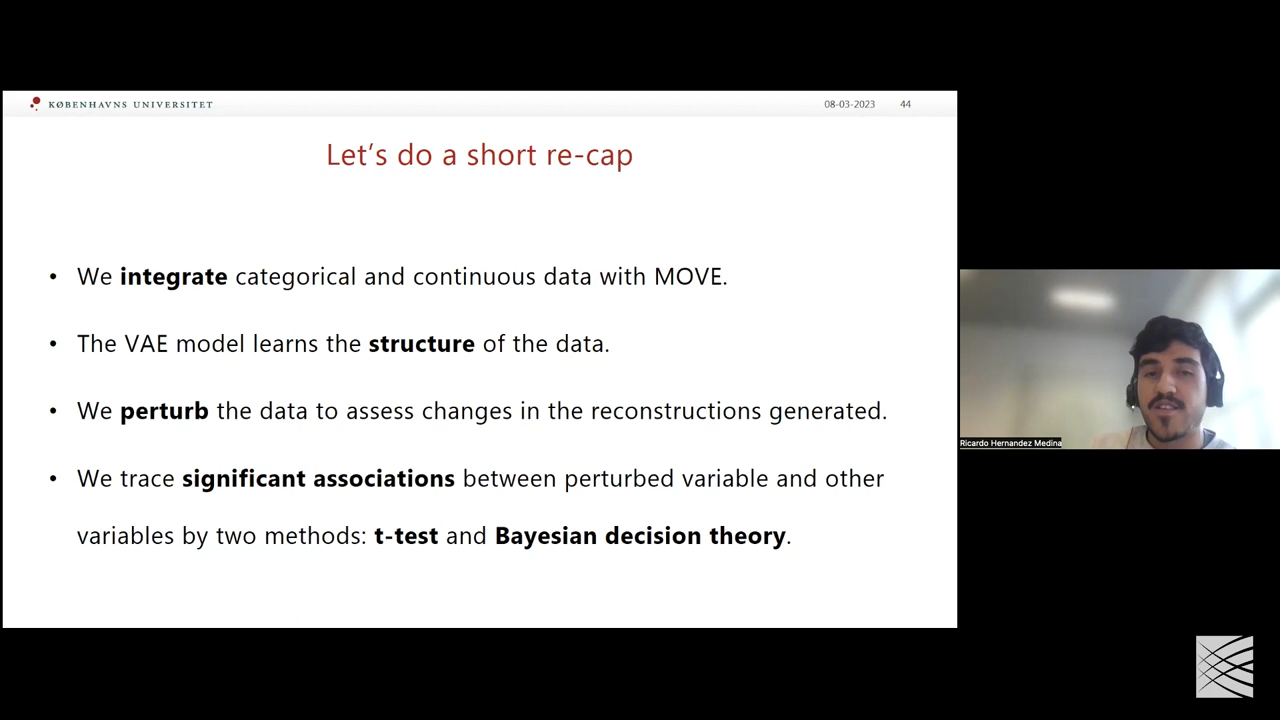 KØBENHAVNS UNIVERSITET
08-03-2023 44
Let's do a short re-cap
• We integrate categorical and continuous data with MOVE.
• The VAE model learns the structure of the data.
• We perturb the data to assess changes in the reconstructions generated.
• We trace significant associations between perturbed variable and other
variables by two methods: t-test and Bayesian decision theory.
Ricardo Hernandez Medina